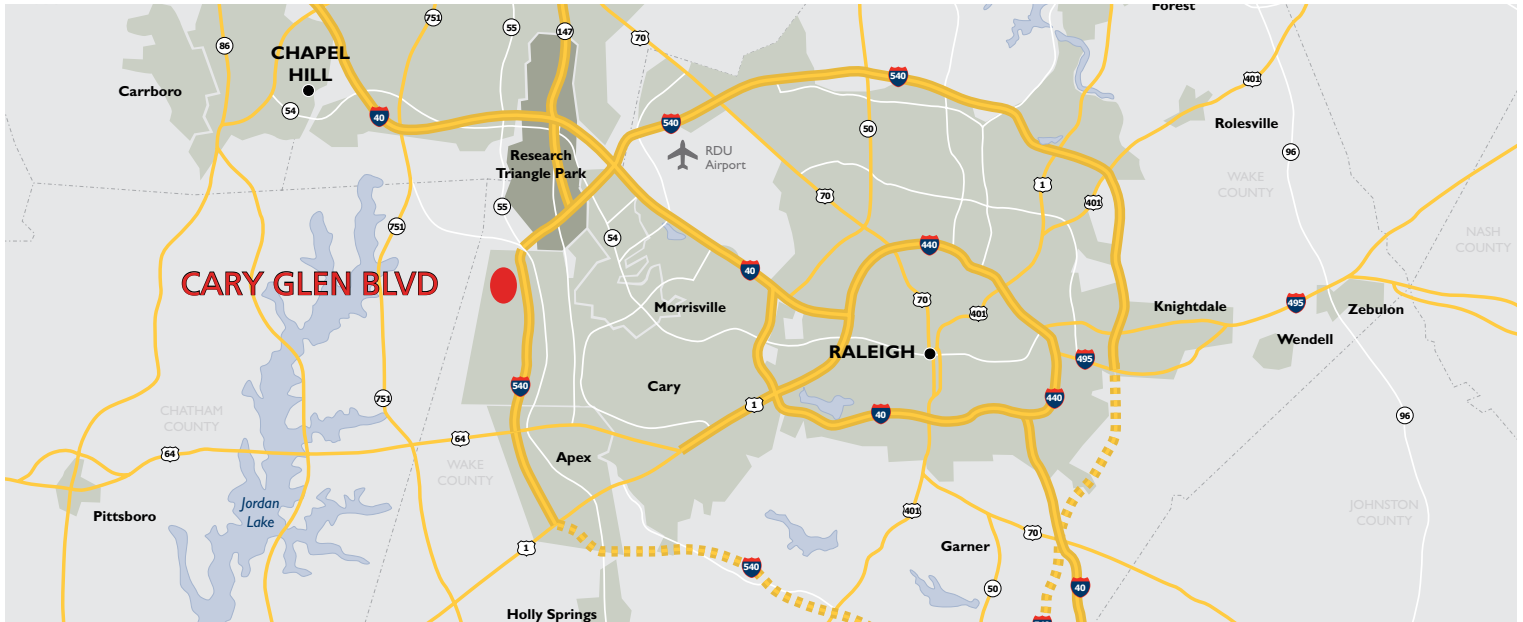 Forest
751
55
147
70
86
CHAPEL
HILL
540
401
Carrboro
54
40
540
50
Rolesville
RDU
Airport
Research
Triangle Park
96
WAKE
COUNTY
1
70
401
55
751
54
440
NASH
COUNTY
40
CARY GLEN BLVD
Morrisville
70
401
Knightdale
495
Zebulon
Wendell
RALEIGH
495
540
Cary
751
1
40
440
96
CHATHAM
COUNTY
64
64
Apex
WAKE
COUNTY
Jordan
Lake
Pittsboro
401
JOHNSTON
COUNTY
70
1
Garner
540
50
40
Holly Springs